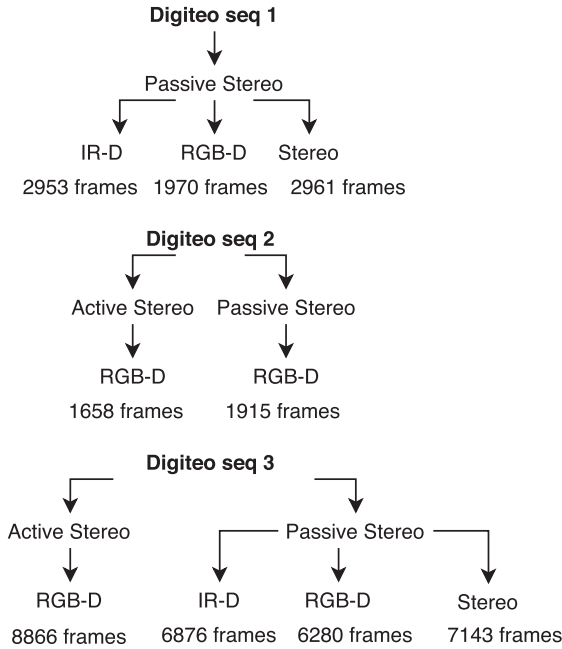 Digiteo seq 1
Passive Stereo
IR-D RGB-D Stereo
2953 frames 1970 frames 2961 frames
Digiteo seq 2
Active Stereo Passive Stereo
RGB-D RGB-D
1658 frames 1915 frames
Digiteo seq 3
Active Stereo Passive Stereo
RGB-D IR-D RGB-D Stereo
8866 frames 6876 frames 6280 frames 7143 frames